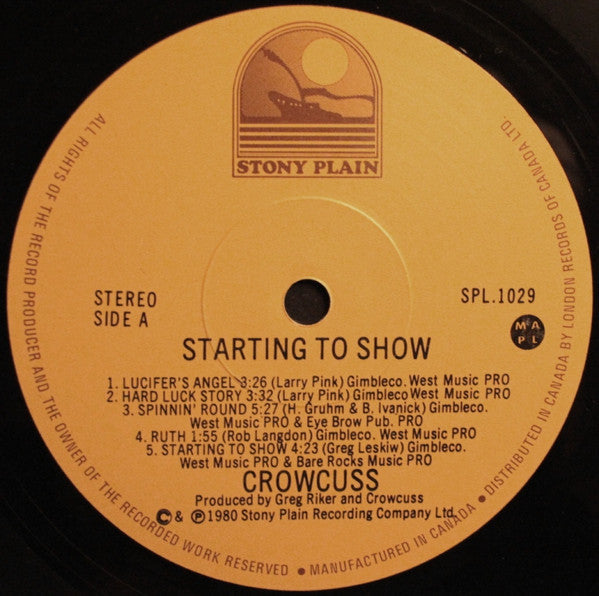 STONY PLAIN
STEREO
SIDE A
SPL.1029
M A
P L
STARTING TO SHOW
1. LUCIFER'S ANGEL 3:26 (Larry Pink) Gimbleco. West Music PRO
2. HARD LUCK STORY 3:32 (Larry Pink) Gimbleco West Music PRO
3. SPINNIN' ROUND 5:27 (H. Gruhm & B. Ivanick) Gimbleco.
West Music PRO & Eye Brow Pub. PRO
4. RUTH 1:55 (Rob Langdon) Gimbleco. West Music PRO
5. STARTING TO SHOW 4:23 (Greg Leskiw) Gimbleco.
West Music PRO & Bare Rocks Music PRO
CROWCUSS
Produced by Greg Riker and Crowcuss
© & ℗ 1980 Stony Plain Recording Company Ltd.
ALL RIGHTS OF THE RECORD PRODUCER AND THE OWNER OF THE RECORDED WORK RESERVED • MANUFACTURED IN CANADA • DISTRIBUTED IN CANADA BY LONDON RECORDS OF CANADA LTD.